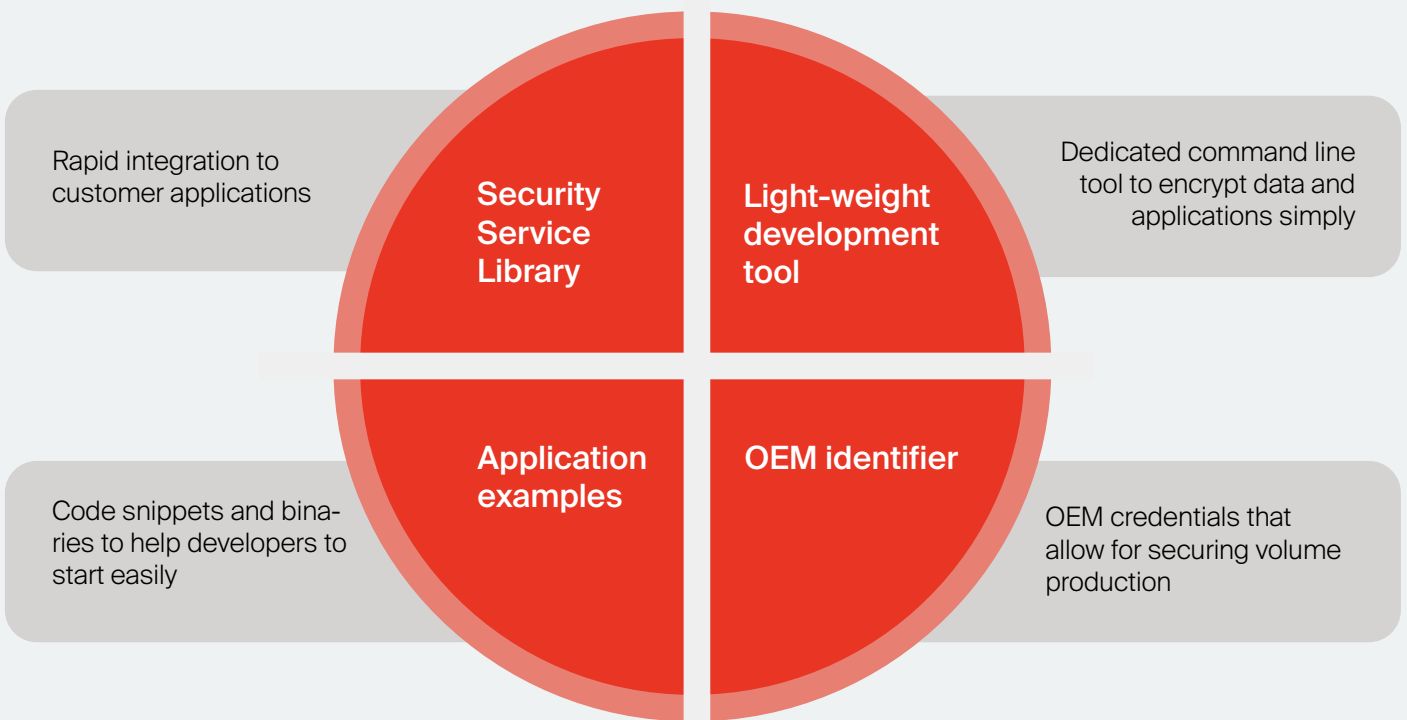 Rapid integration to
customer applications
Security
Service
Library
Light-weight
development
tool
Dedicated command line
tool to encrypt data and
applications simply
Code snippets and bina-
ries to help developers to
start easily
Application
examples
OEM identifier
OEM credentials that
allow for securing volume
production